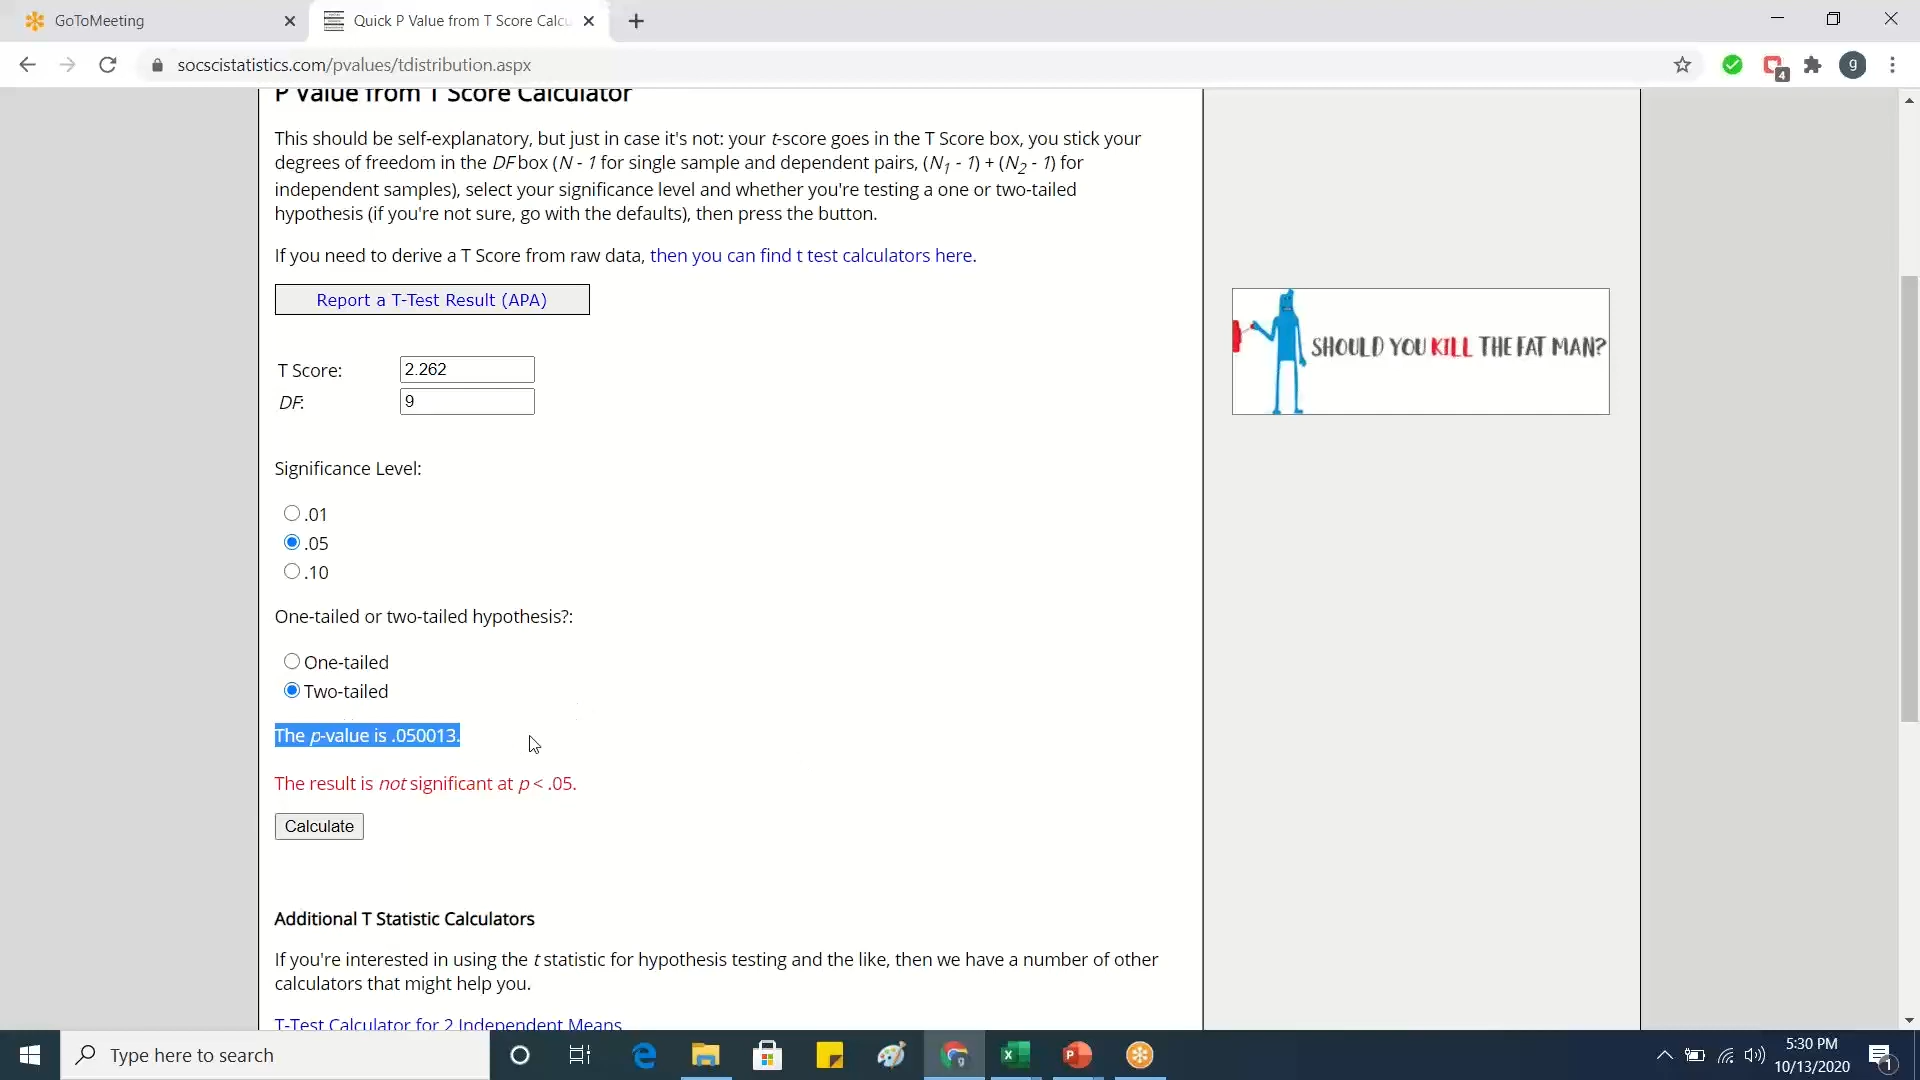 GoToMeeting
Quick P Value from T Score Calcu
socscistatistics.com/pvalues/tdistribution.aspx
g
4
P Value from T Score Calculator
This should be self-explanatory, but just in case it's not: your t-score goes in the T Score box, you stick your
degrees of freedom in the DF box (N - 1 for single sample and dependent pairs, (N1 - 1) + (N2 - 1) for
independent samples), select your significance level and whether you're testing a one or two-tailed
hypothesis (if you're not sure, go with the defaults), then press the button.
If you need to derive a T Score from raw data, then you can find t test calculators here.
Report a T-Test Result (APA)
SHOULD YOU KILL THE FAT MAN?
T Score: 2.262
DF: 9
Significance Level:
.01
.05
.10
One-tailed or two-tailed hypothesis?:
One-tailed
Two-tailed
The p-value is .050013.
The result is not significant at p < .05.
Calculate
Additional T Statistic Calculators
If you're interested in using the t statistic for hypothesis testing and the like, then we have a number of other
calculators that might help you.
T-Test Calculator for 2 Independent Means
Type here to search
5:30 PM
10/13/2020
1